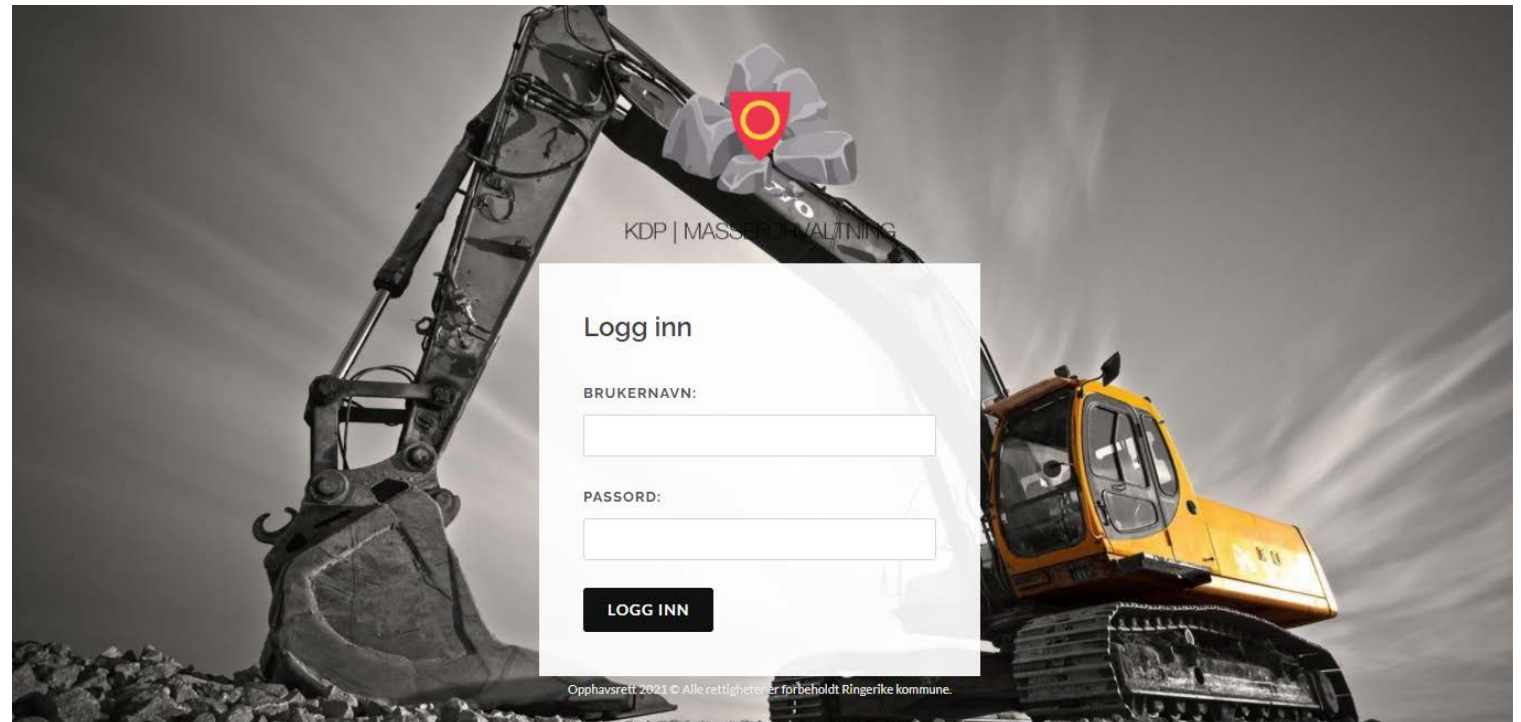 KDP | MASSEFORVALTNING
Logg inn
BRUKERNAVN:
PASSORD:
LOGG INN
Opphavsrett 2021 © Alle rettigheter er forbeholdt Ringerike kommune.